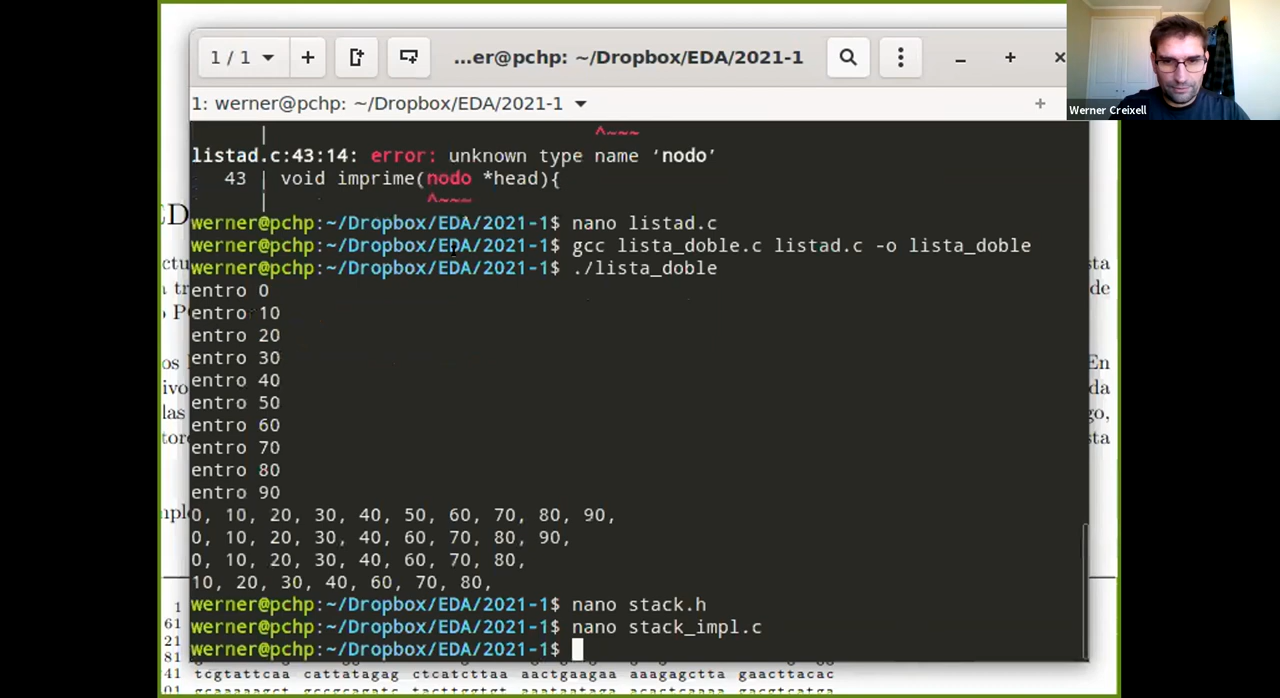 1 / 1
…er@pchp: ~/Dropbox/EDA/2021-1
1: werner@pchp: ~/Dropbox/EDA/2021-1
Werner Creixell
|                             ^~~~
listad.c:43:14: error: unknown type name ‘nodo’
43 | void imprime(nodo *head){
|              ^~~~
werner@pchp:~/Dropbox/EDA/2021-1$ nano listad.c
werner@pchp:~/Dropbox/EDA/2021-1$ gcc lista_doble.c listad.c -o lista_doble
werner@pchp:~/Dropbox/EDA/2021-1$ ./lista_doble
entro 0
entro 10
entro 20
entro 30
entro 40
entro 50
entro 60
entro 70
entro 80
entro 90
0, 10, 20, 30, 40, 50, 60, 70, 80, 90,
0, 10, 20, 30, 40, 60, 70, 80, 90,
0, 10, 20, 30, 40, 60, 70, 80,
10, 20, 30, 40, 60, 70, 80,
werner@pchp:~/Dropbox/EDA/2021-1$ nano stack.h
werner@pchp:~/Dropbox/EDA/2021-1$ nano stack_impl.c
werner@pchp:~/Dropbox/EDA/2021-1$
tcgtattcaa cattatagag ctcatcttaa aactgaagaa aaagagctta gaacttacac